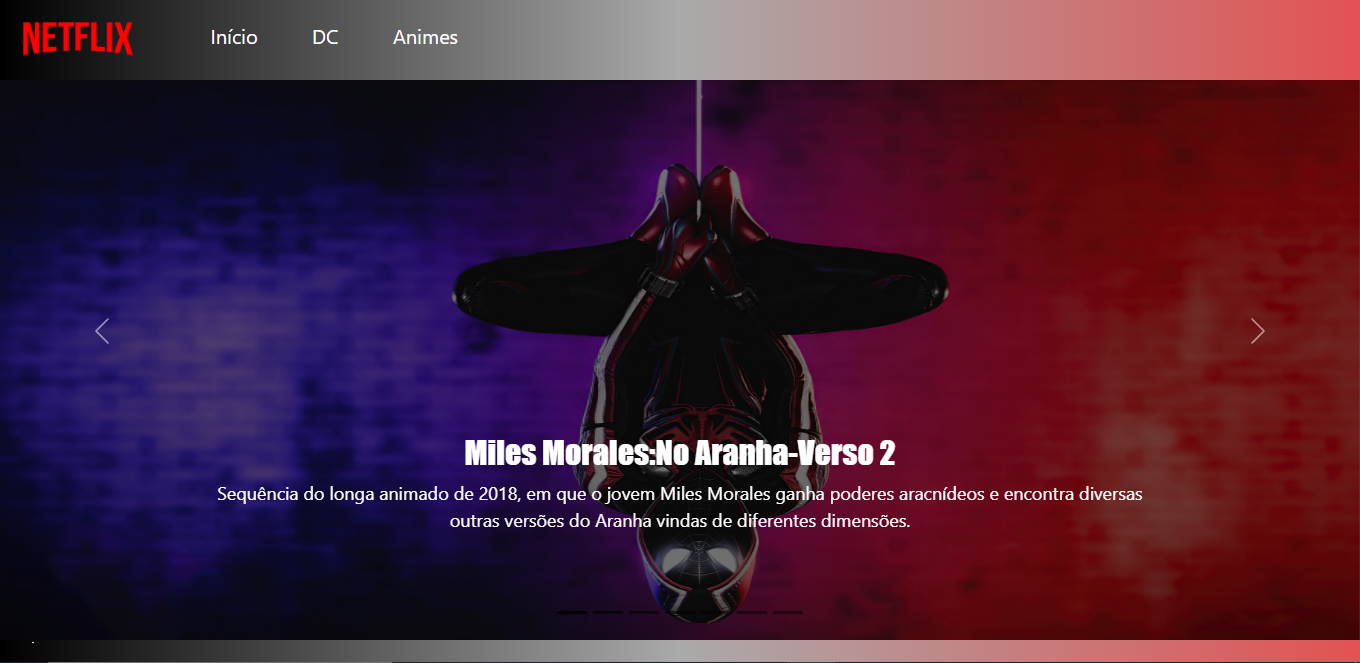 NETFLIX Início DC Animes
Miles Morales:No Aranha-Verso 2
Sequência do longa animado de 2018, em que o jovem Miles Morales ganha poderes aracnídeos e encontra diversas
outras versões do Aranha vindas de diferentes dimensões.